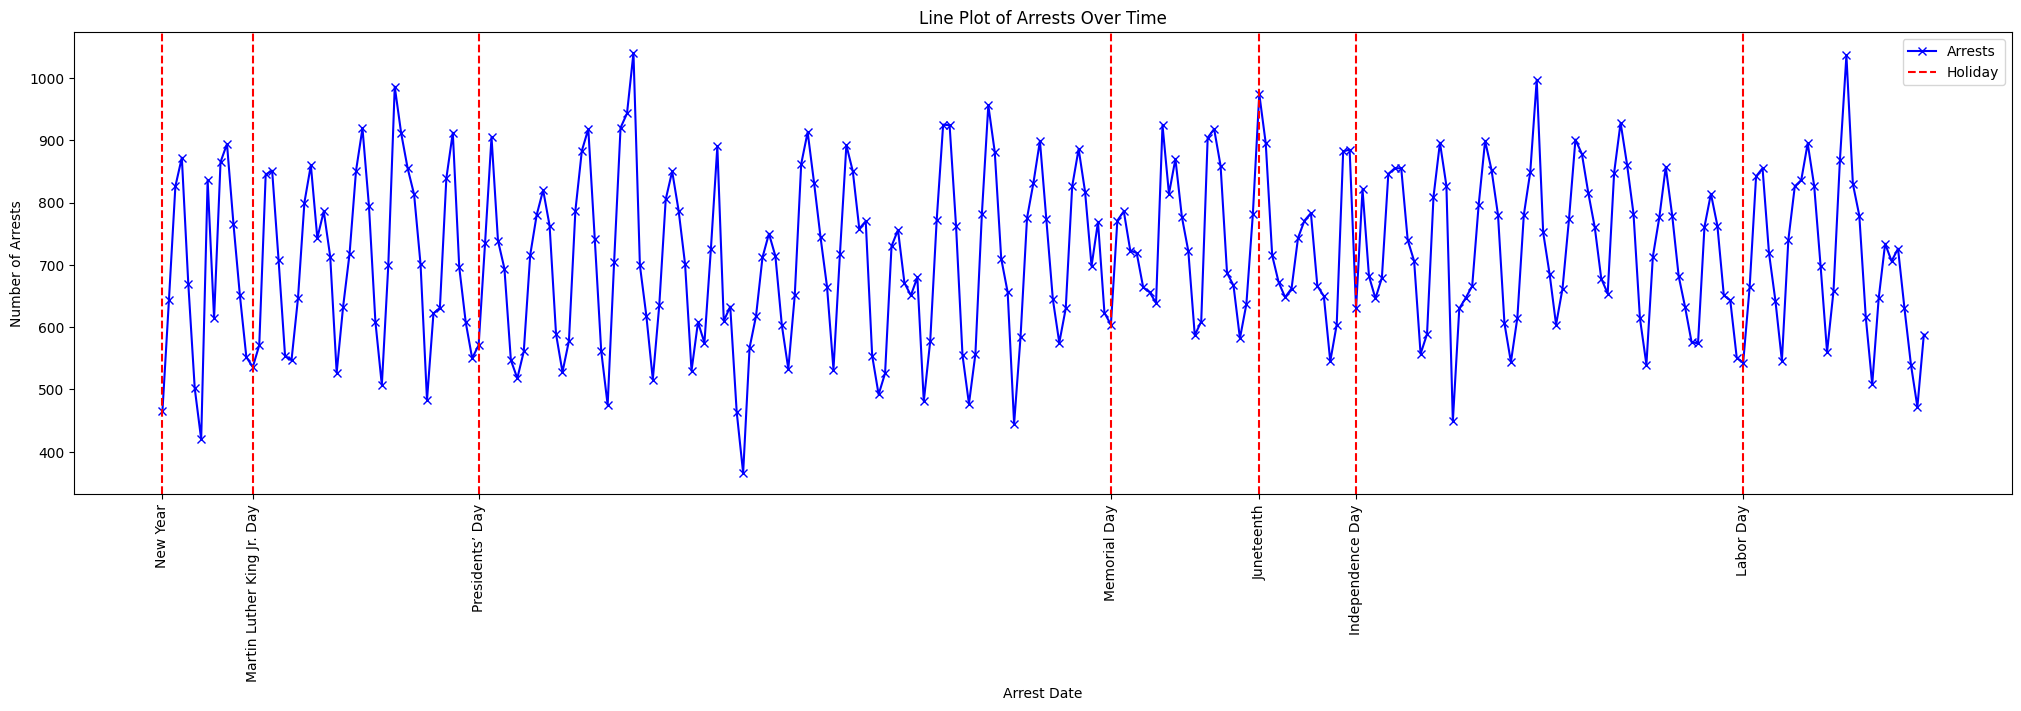 Line Plot of Arrests Over Time
Arrests
Holiday
Number of Arrests
1000
900
800
700
600
500
400
New Year
Martin Luther King Jr. Day
Presidents’ Day
Memorial Day
Juneteenth
Independence Day
Labor Day
Arrest Date